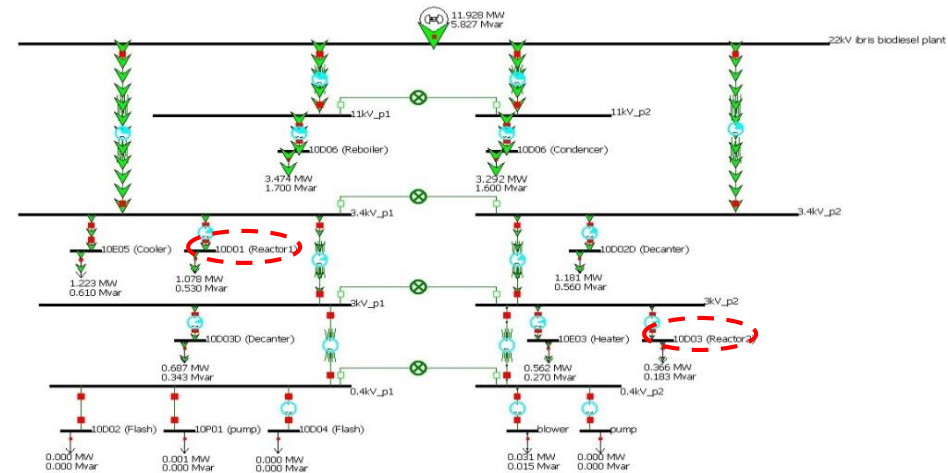 11.928 MW
5.827 Mvar
22kV ibris biodiesel plant
11kV_p1
11kV_p2
10D06 (Reboiler)
10D06 (Condencer)
3.474 MW
1.700 Mvar
3.292 MW
1.600 Mvar
3.4kV_p1
3.4kV_p2
10E05 (Cooler)
10D01 (Reactor1)
10D02D (Decanter)
1.223 MW
0.610 Mvar
1.078 MW
0.530 Mvar
1.181 MW
0.560 Mvar
3kV_p1
3kV_p2
10D03D (Decanter)
10E03 (Heater)
10D03 (Reactor2)
0.687 MW
0.343 Mvar
0.562 MW
0.270 Mvar
0.366 MW
0.183 Mvar
0.4kV_p1
0.4kV_p2
10D02 (Flash)
10P01 (pump)
10D04 (Flash)
blower
pump
0.000 MW
0.000 Mvar
0.001 MW
0.000 Mvar
0.000 MW
0.000 Mvar
0.031 MW
0.015 Mvar
0.000 MW
0.000 Mvar